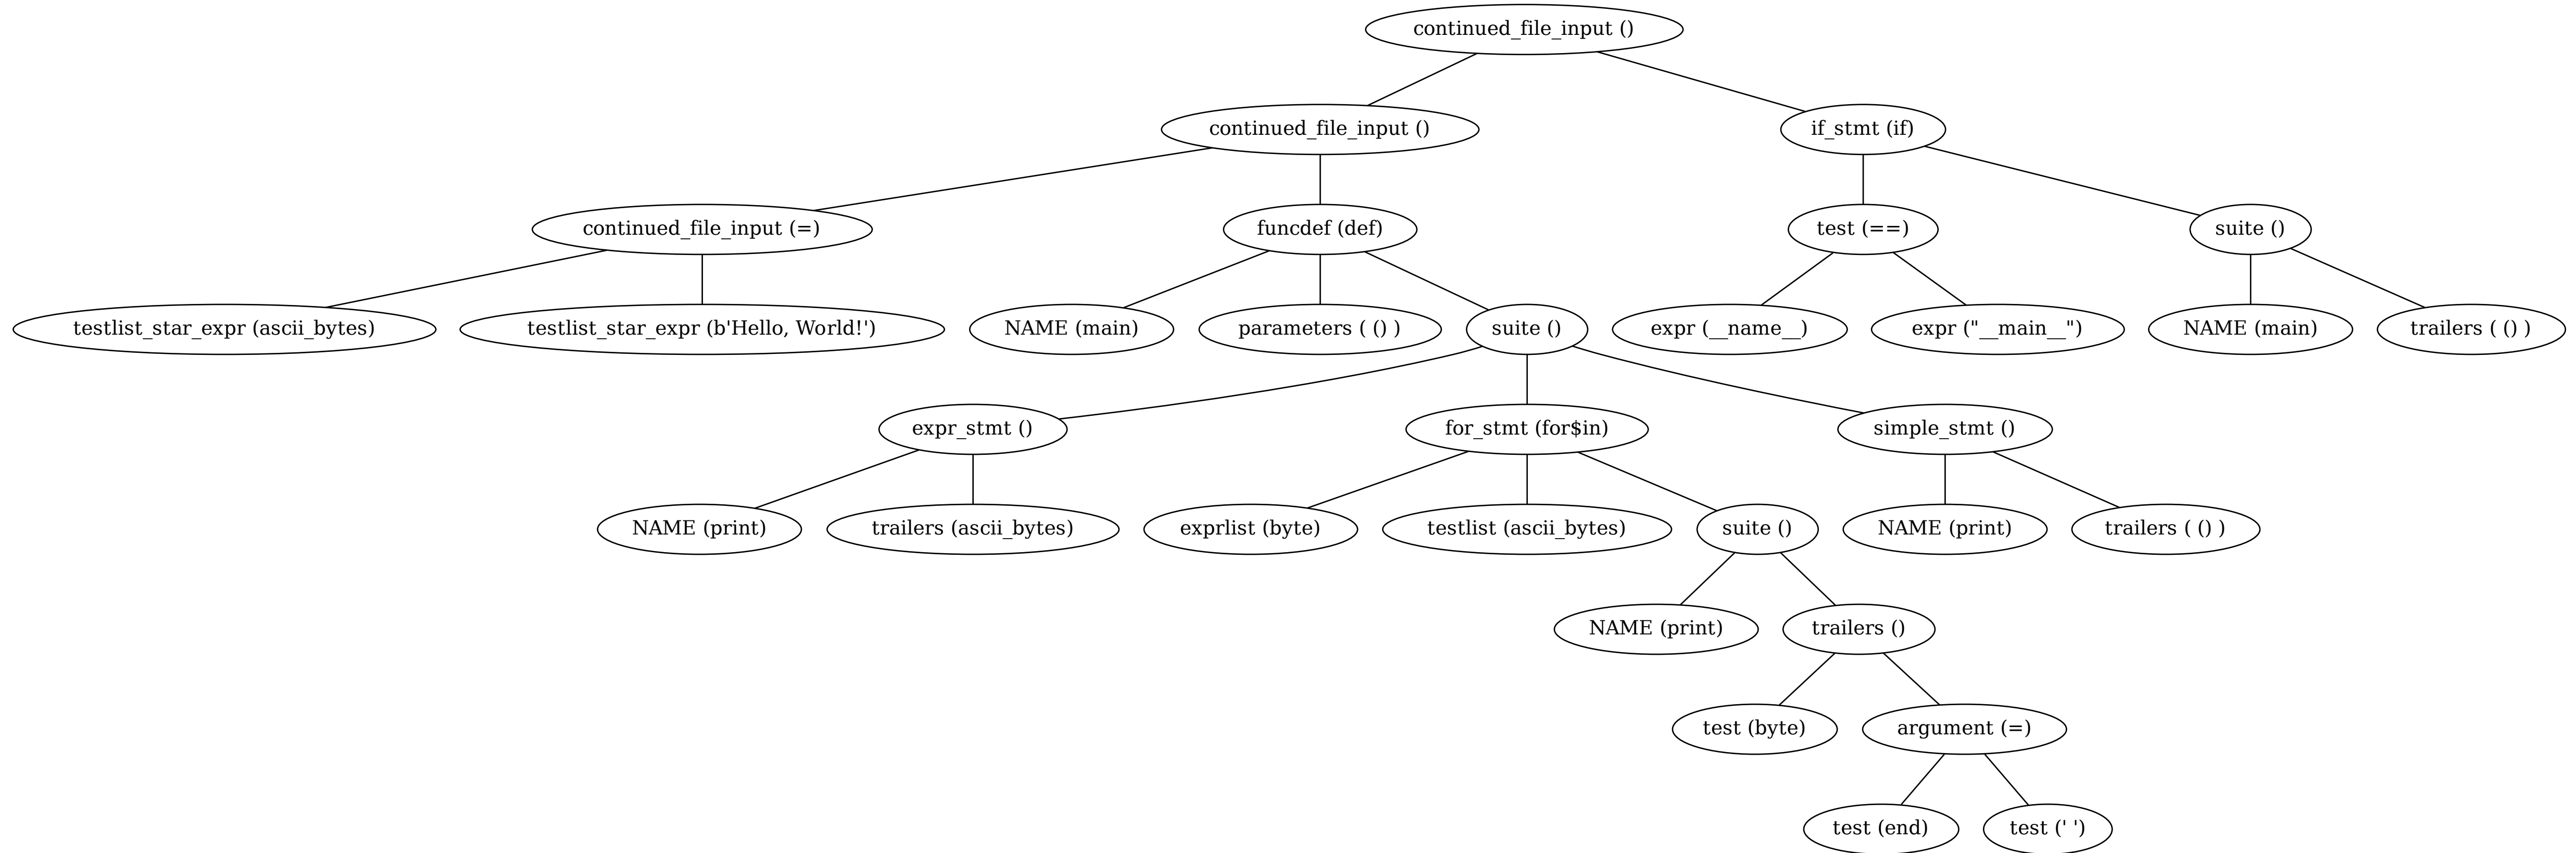 continued_file_input ()
continued_file_input ()
if_stmt (if)
continued_file_input (=)
funcdef (def)
test (==)
suite ()
testlist_star_expr (ascii_bytes)
testlist_star_expr (b'Hello, World!')
NAME (main)
parameters ( () )
suite ()
expr (__name__)
expr ("__main__")
NAME (main)
trailers ( () )
expr_stmt ()
for_stmt (for$in)
simple_stmt ()
NAME (print)
trailers (ascii_bytes)
exprlist (byte)
testlist (ascii_bytes)
suite ()
NAME (print)
trailers ( () )
NAME (print)
trailers ()
test (byte)
argument (=)
test (end)
test (' ')